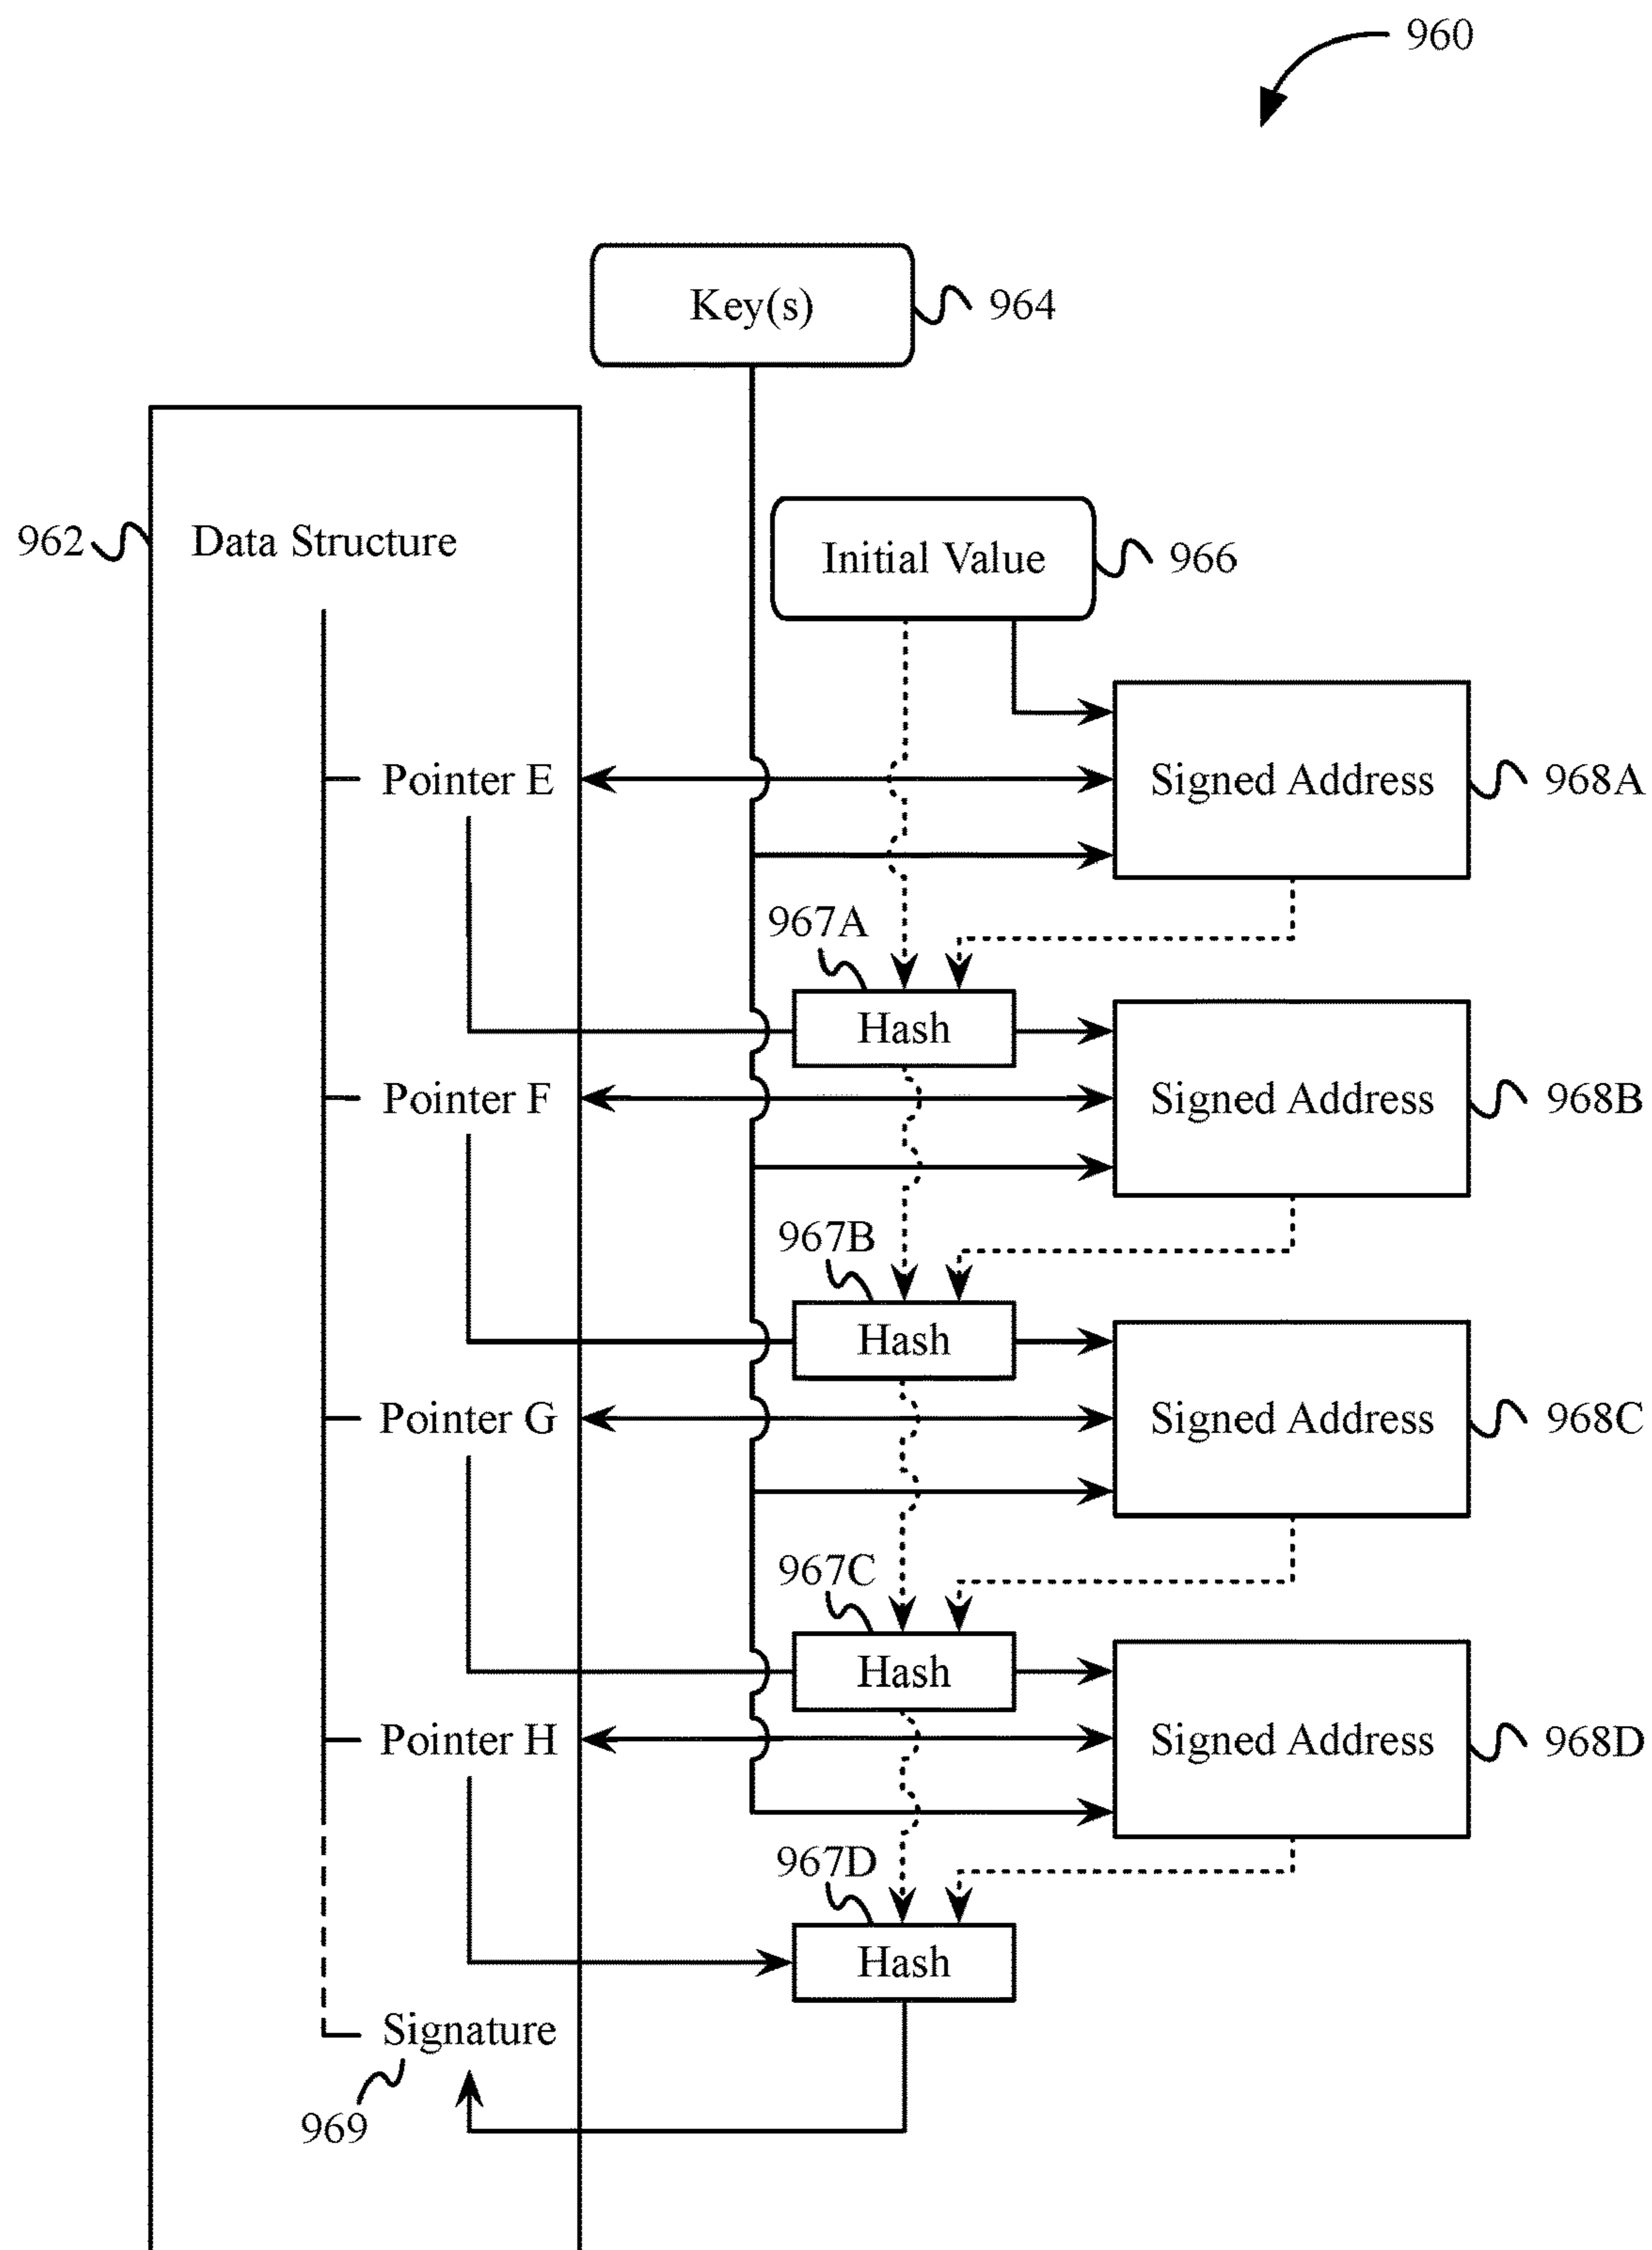 960
Key(s)
964
962
Data Structure
Initial Value
966
Pointer E
Signed Address
968A
967A
Hash
Pointer F
Signed Address
968B
967B
Hash
Pointer G
Signed Address
968C
967C
Hash
Pointer H
Signed Address
968D
967D
Hash
Signature
969